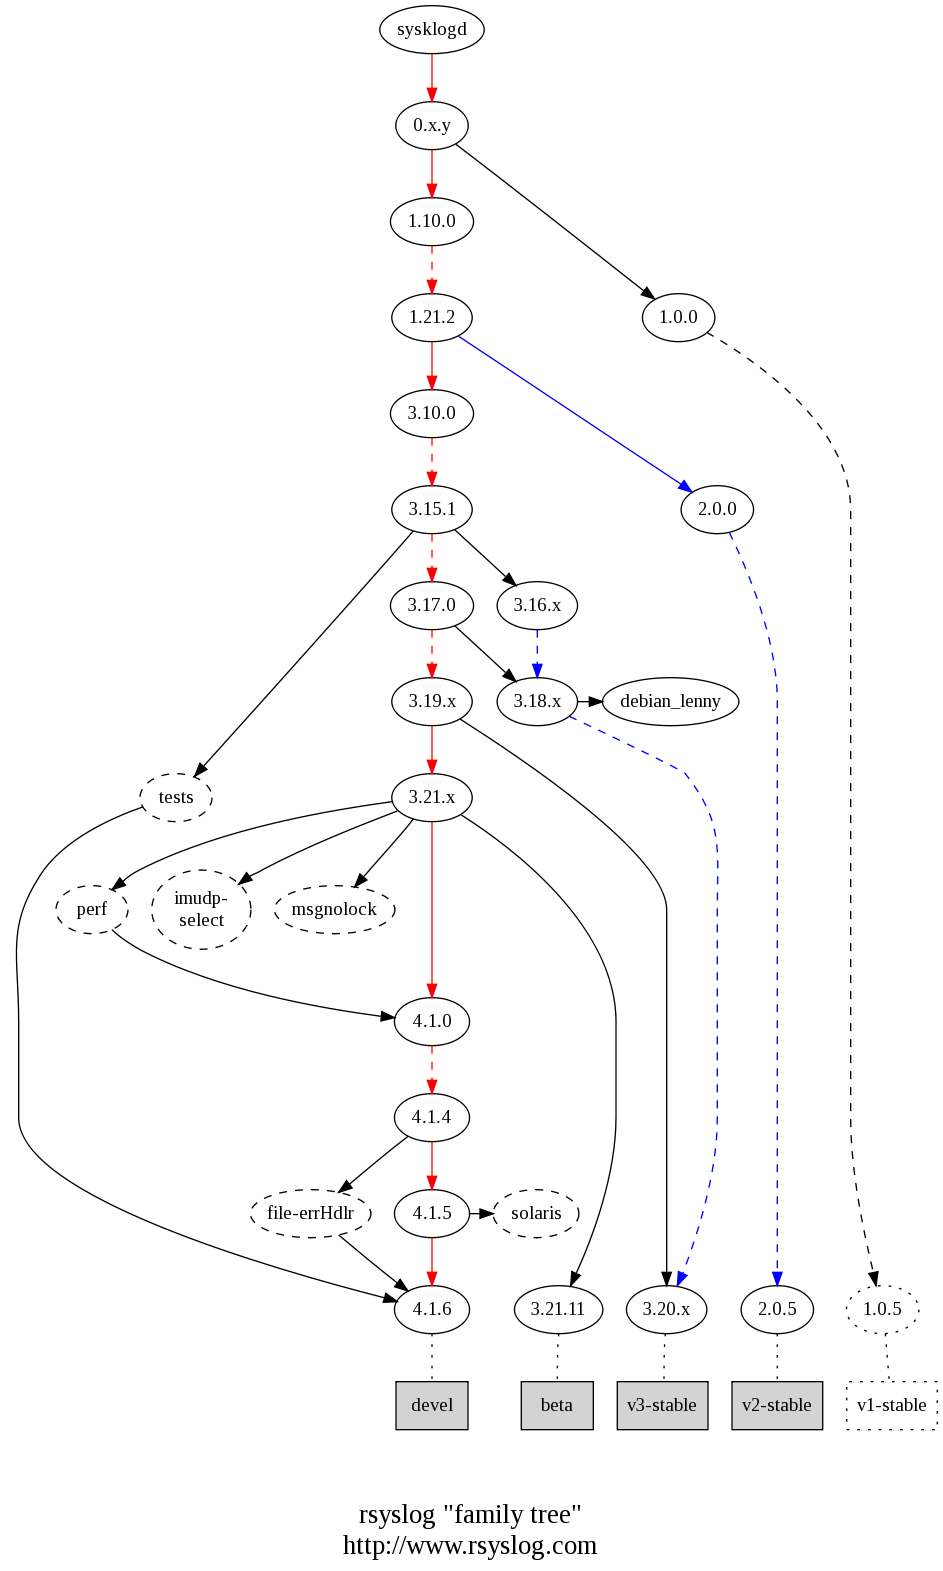 sysklogd
0.x.y
1.10.0
1.21.2
1.0.0
3.10.0
3.15.1
2.0.0
3.17.0
3.16.x
3.19.x
3.18.x
debian_lenny
tests
3.21.x
perf
imudp-
select
msgnolock
4.1.0
4.1.4
file-errHdlr
4.1.5
solaris
4.1.6
3.21.11
3.20.x
2.0.5
1.0.5
devel
beta
v3-stable
v2-stable
v1-stable
rsyslog "family tree"
http://www.rsyslog.com